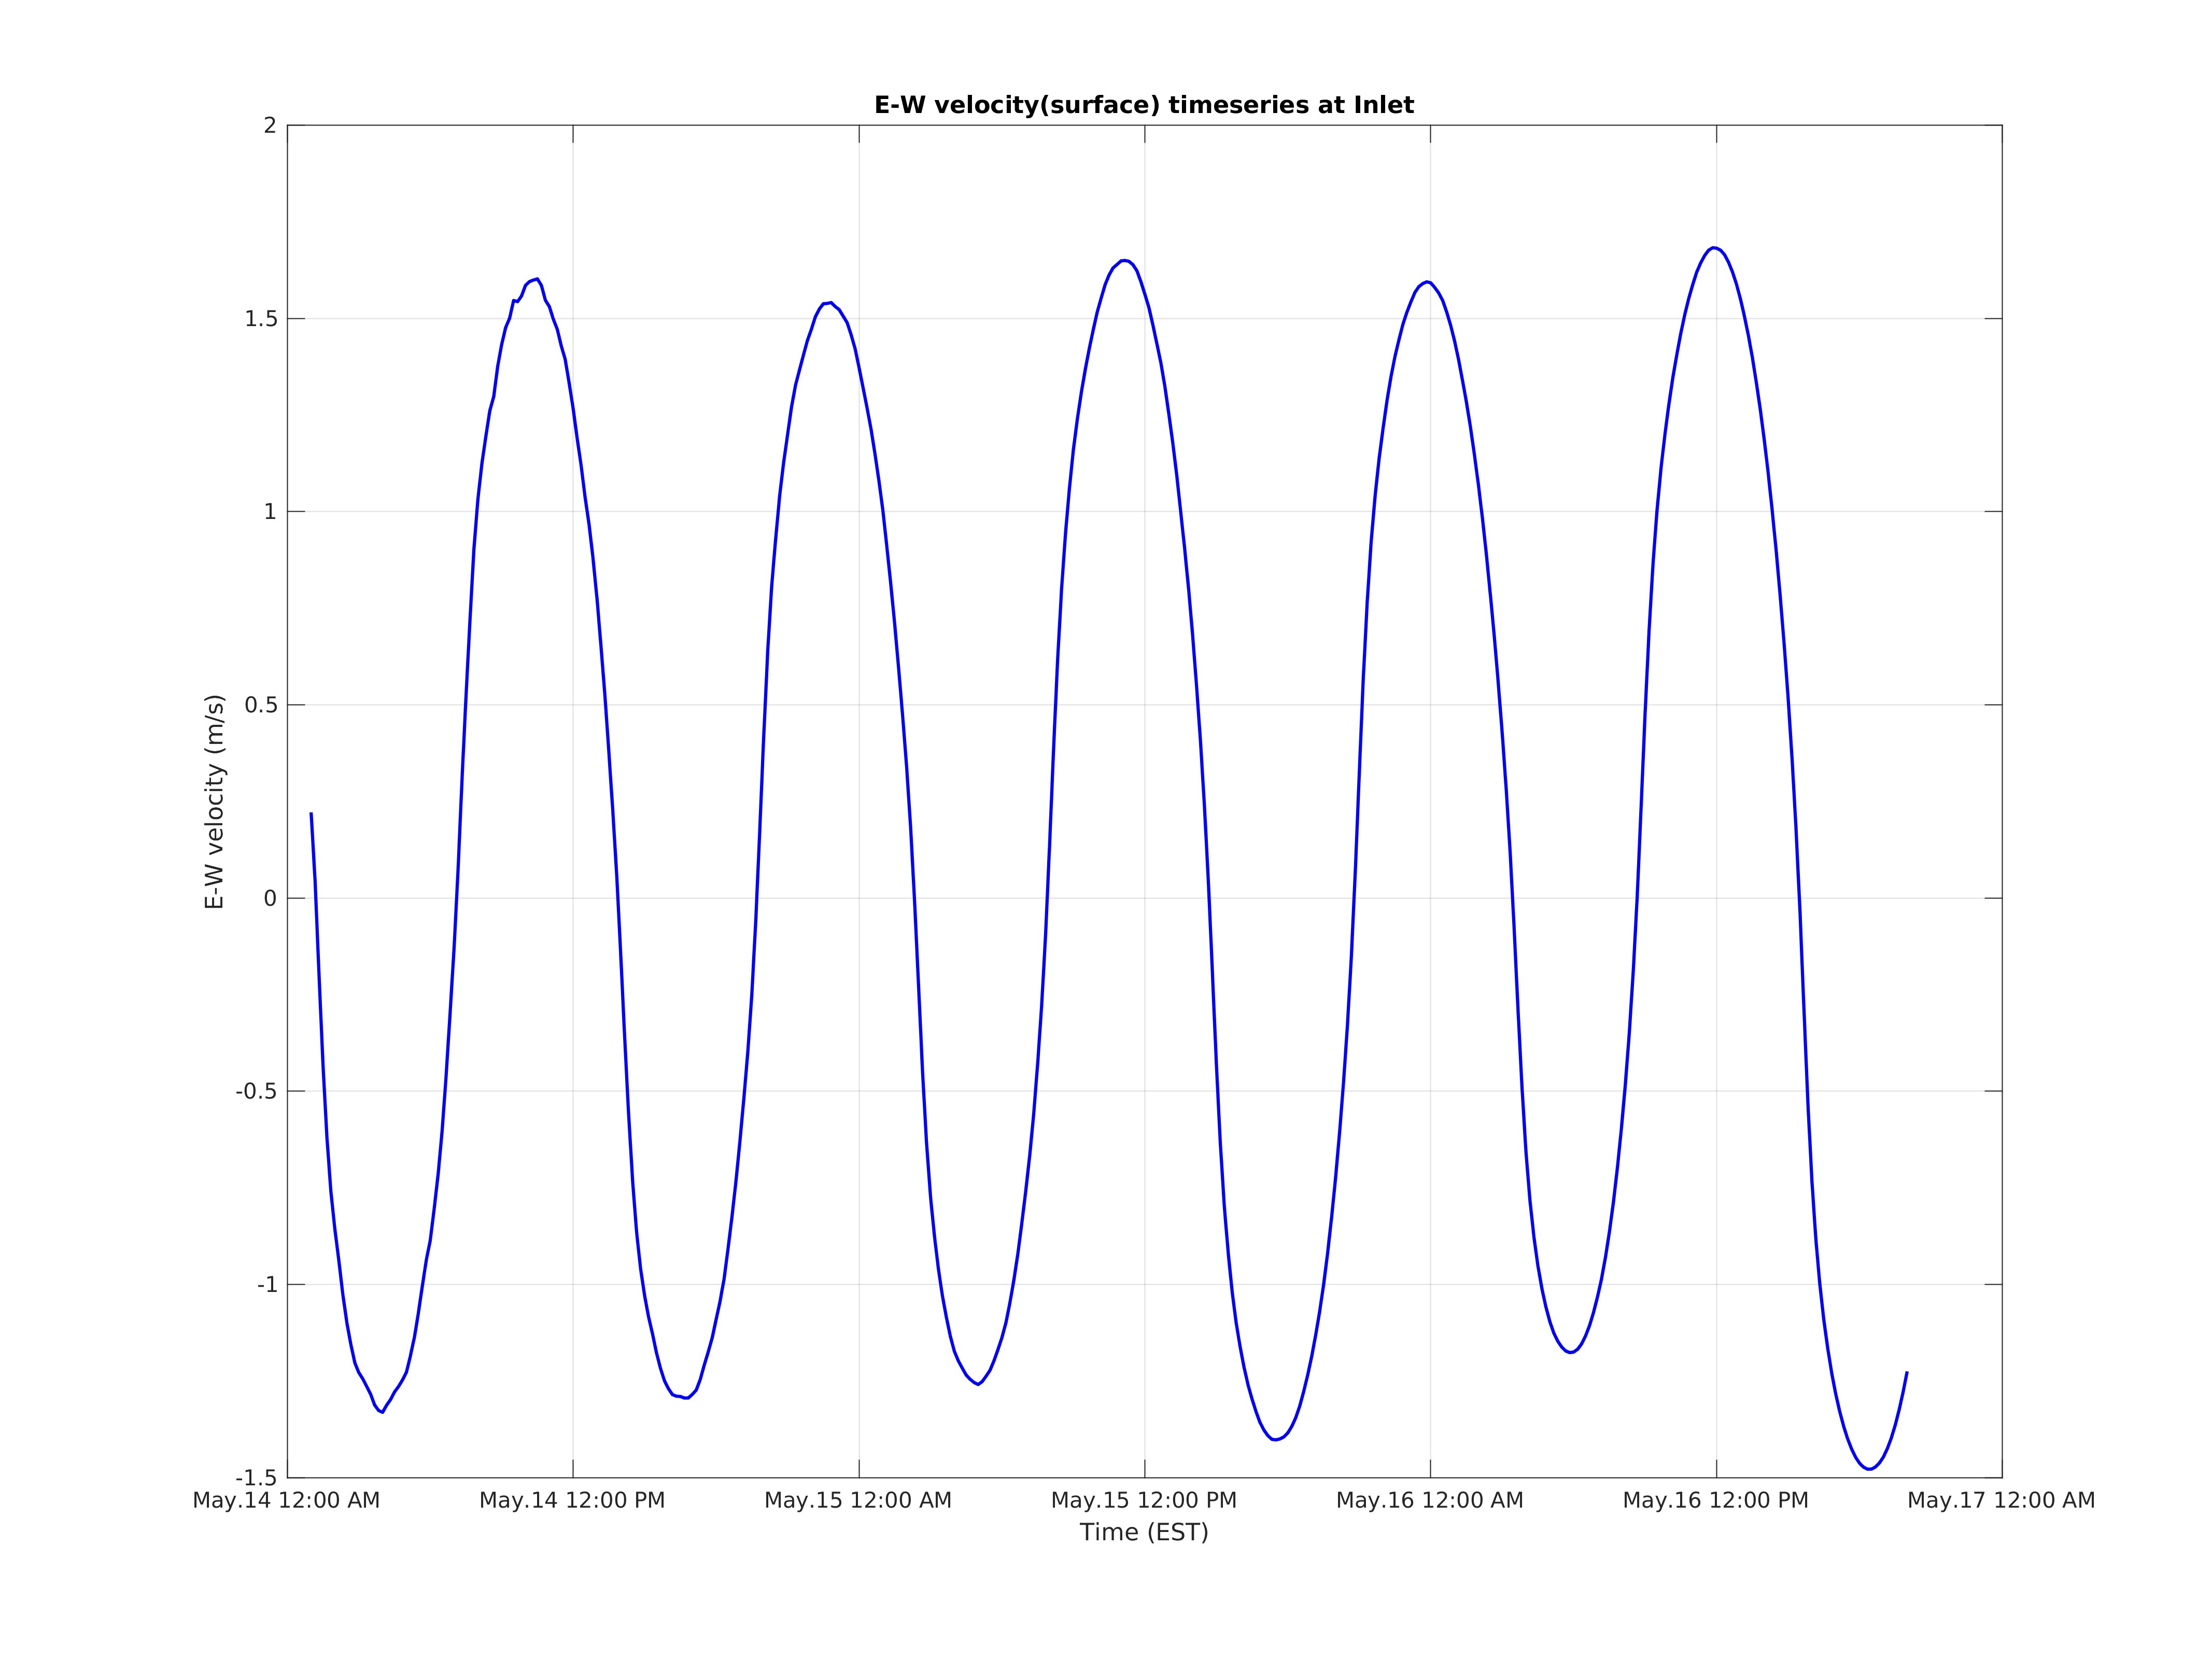 E-W velocity(surface) timeseries at Inlet
2
1.5
1
0.5
0
-0.5
-1
-1.5
E-W velocity (m/s)
May.14 12:00 AM May.14 12:00 PM May.15 12:00 AM May.15 12:00 PM May.16 12:00 AM May.16 12:00 PM May.17 12:00 AM
Time (EST)